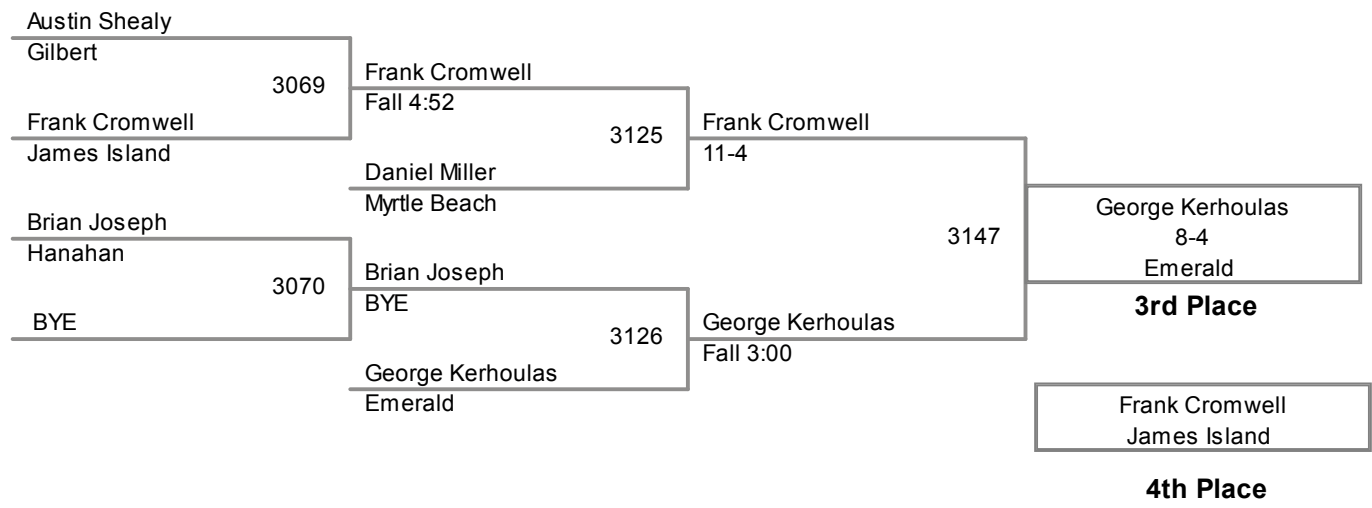 Austin Shealy
Gilbert
3069
Frank Cromwell
James Island
Brian Joseph
Hanahan
3070
BYE
Frank Cromwell
Fall 4:52
3125
Daniel Miller
Myrtle Beach
Brian Joseph
BYE
3126
George Kerhoulas
Emerald
Frank Cromwell
11-4
3147
George Kerhoulas
Fall 3:00
George Kerhoulas
8-4
Emerald
3rd Place
Frank Cromwell
James Island
4th Place